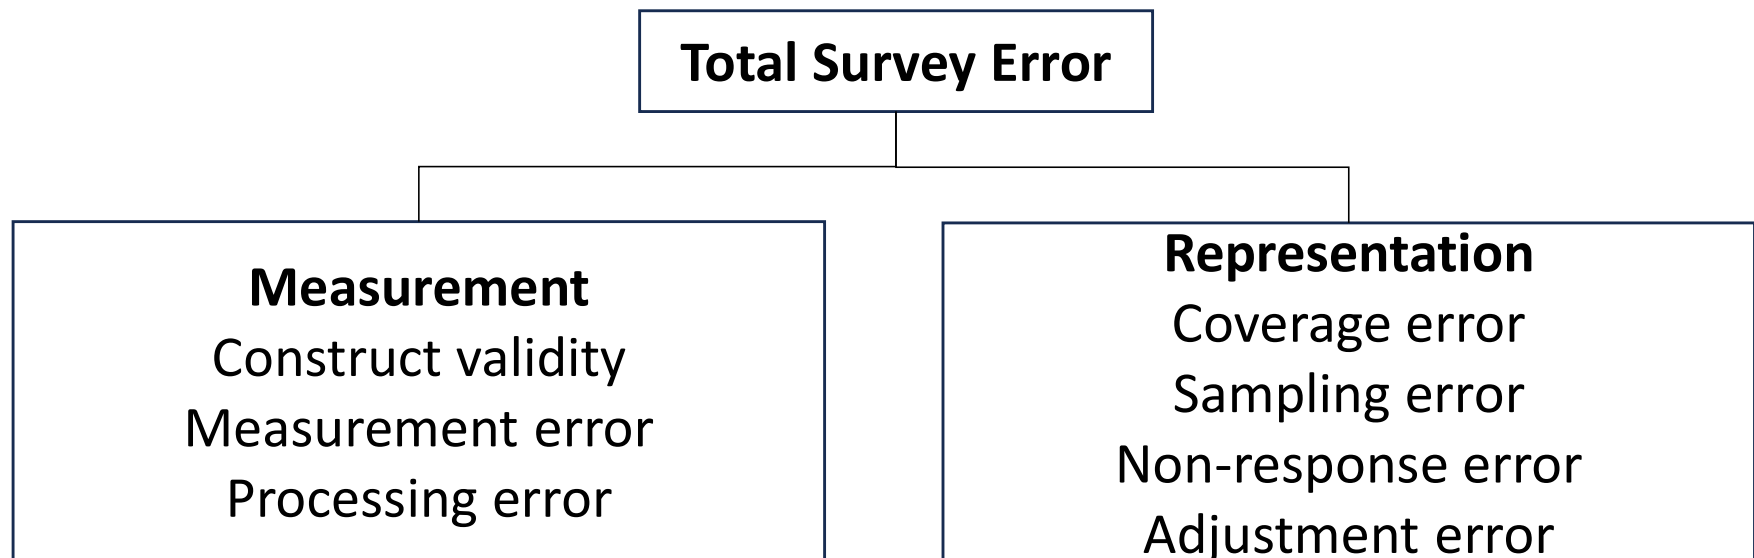 Total Survey Error
Measurement
Construct validity
Measurement error
Processing error
Representation
Coverage error
Sampling error
Non-response error
Adjustment error